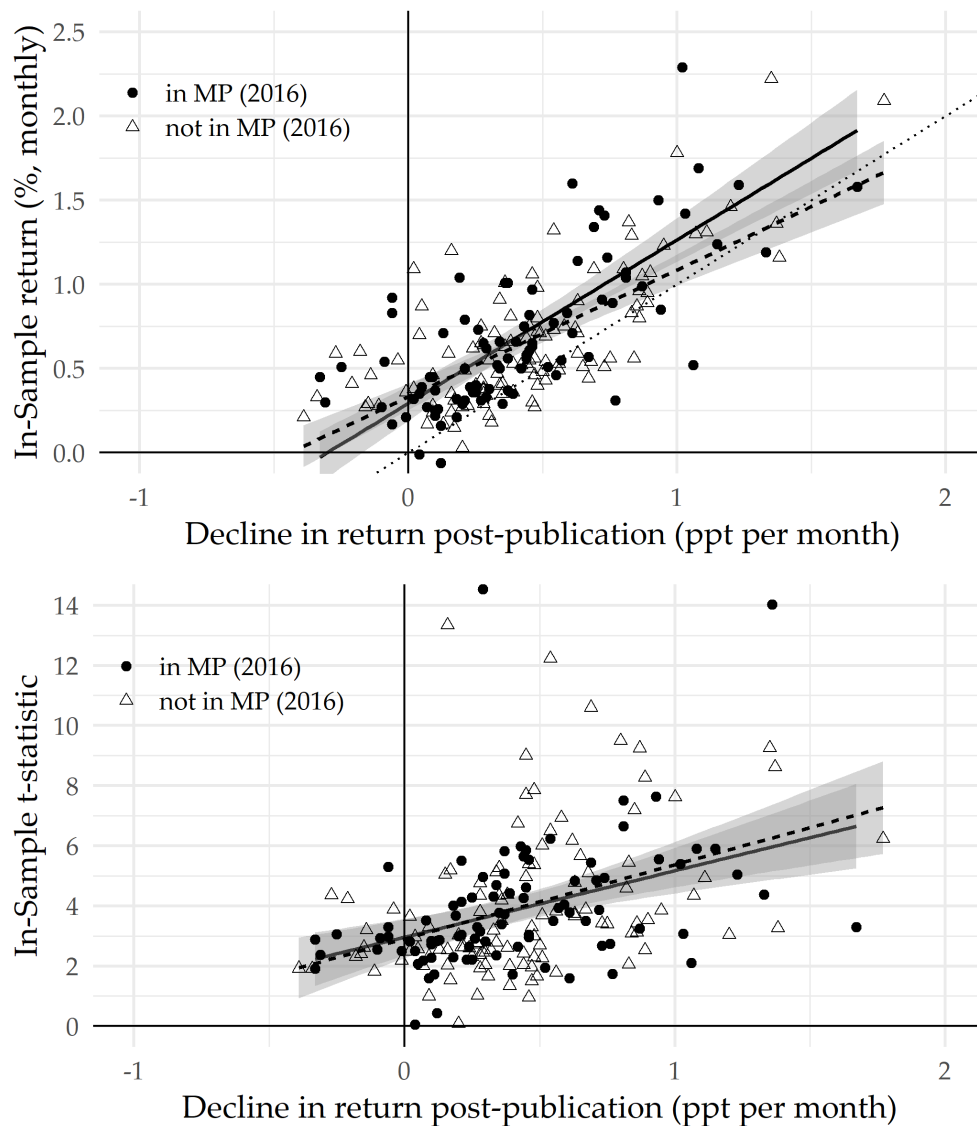 In-Sample return (%, monthly)
2.5
2.0
1.5
1.0
0.5
0.0
in MP (2016)
not in MP (2016)
-1 0 1 2
Decline in return post-publication (ppt per month)
In-Sample t-statistic
14
12
10
8
6
4
2
0
in MP (2016)
not in MP (2016)
-1 0 1 2
Decline in return post-publication (ppt per month)